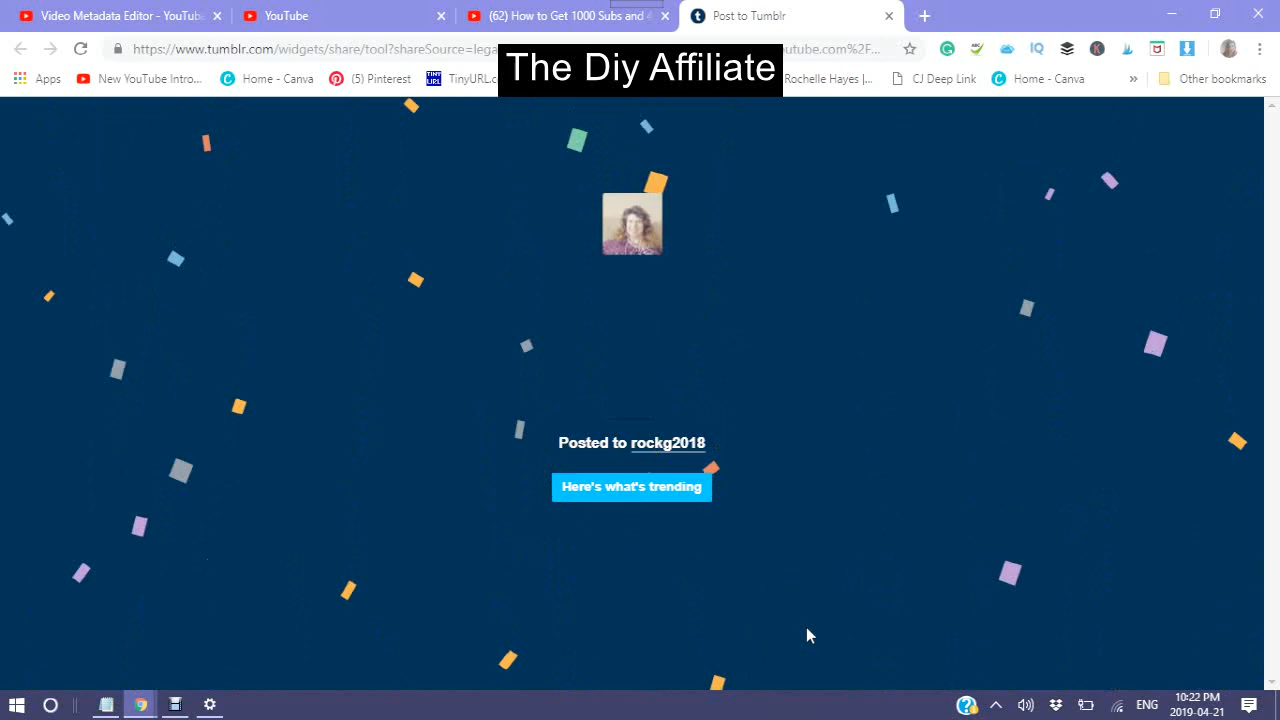 Video Metadata Editor - YouTu
YouTube
(62) How to Get 1000 Subs and
Post to Tumblr
https://www.tumblr.com/widgets/share/tool?shareSource=lega
utube.com%2F...
The Diy Affiliate
Apps
New YouTube Intro...
Home - Canva
(5) Pinterest
TINY
URL
TinyURL.c
Rochelle Hayes |...
CJ Deep Link
Home - Canva
»
Other bookmarks
Posted to rockg2018
Here's what's trending
ENG
10:22 PM
2019-04-21